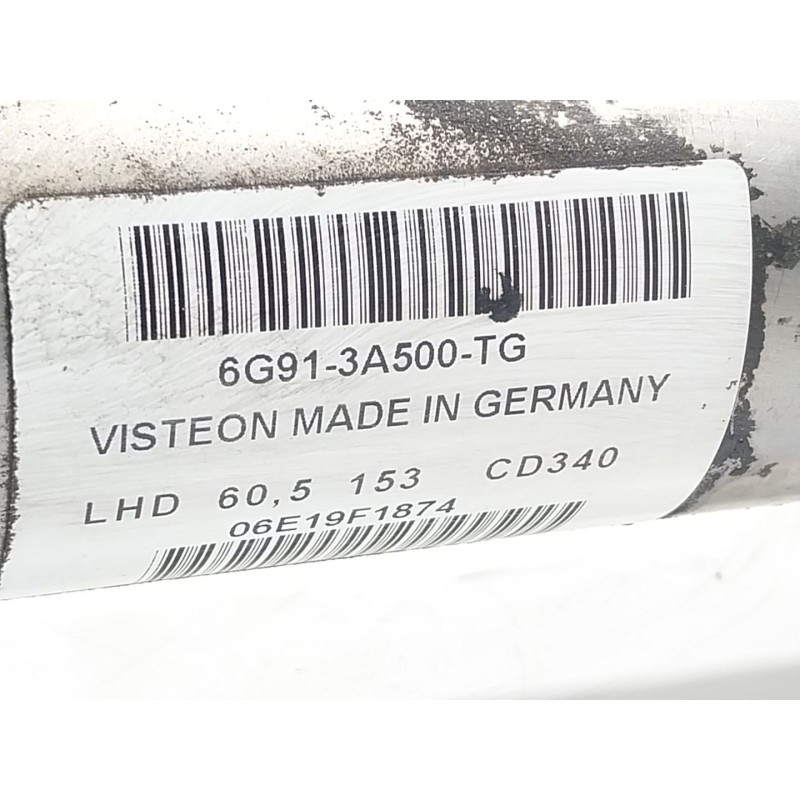 6G91-3A500-TG
VISTEON MADE IN GERMANY
LHD 60,5 153 CD340
06E19F1874